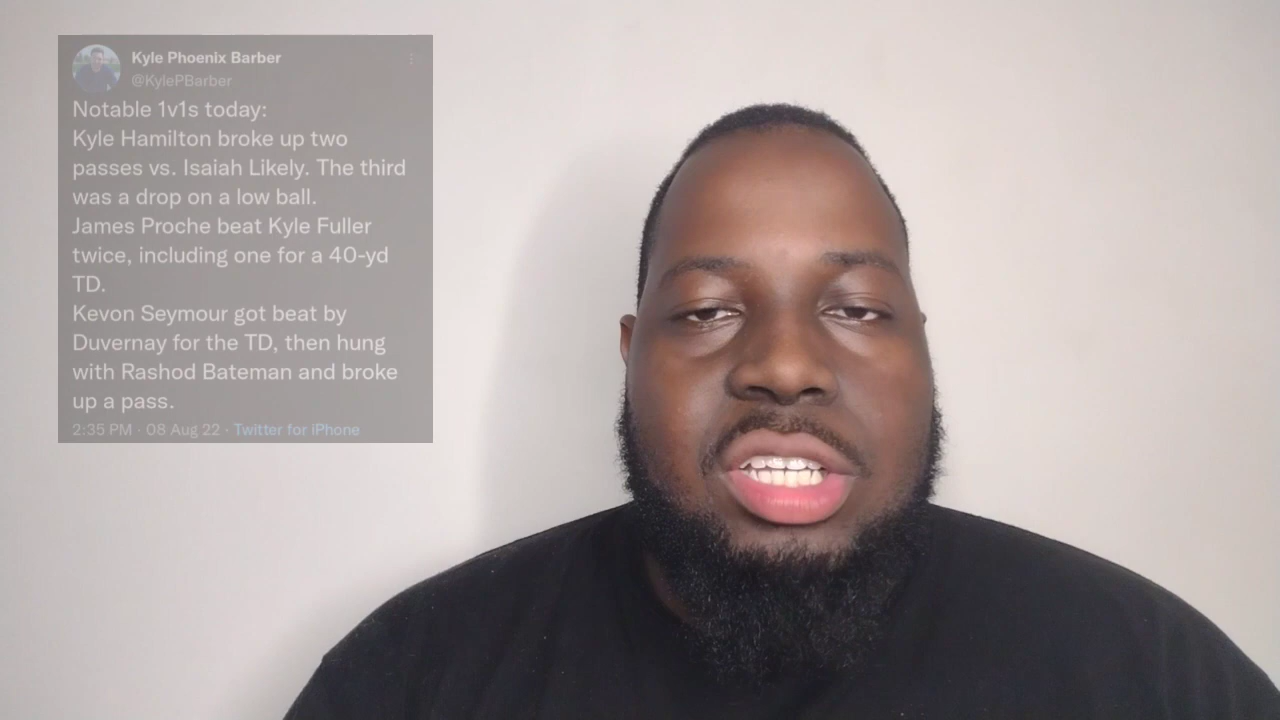 Kyle Phoenix Barber
@KylePBarber
Notable 1v1s today:
Kyle Hamilton broke up two
passes vs. Isaiah Likely. The third
was a drop on a low ball.
James Proche beat Kyle Fuller
twice, including one for a 40-yd
TD.
Kevon Seymour got beat by
Duvernay for the TD, then hung
with Rashod Bateman and broke
up a pass.
2:35 PM · 08 Aug 22 · Twitter for iPhone